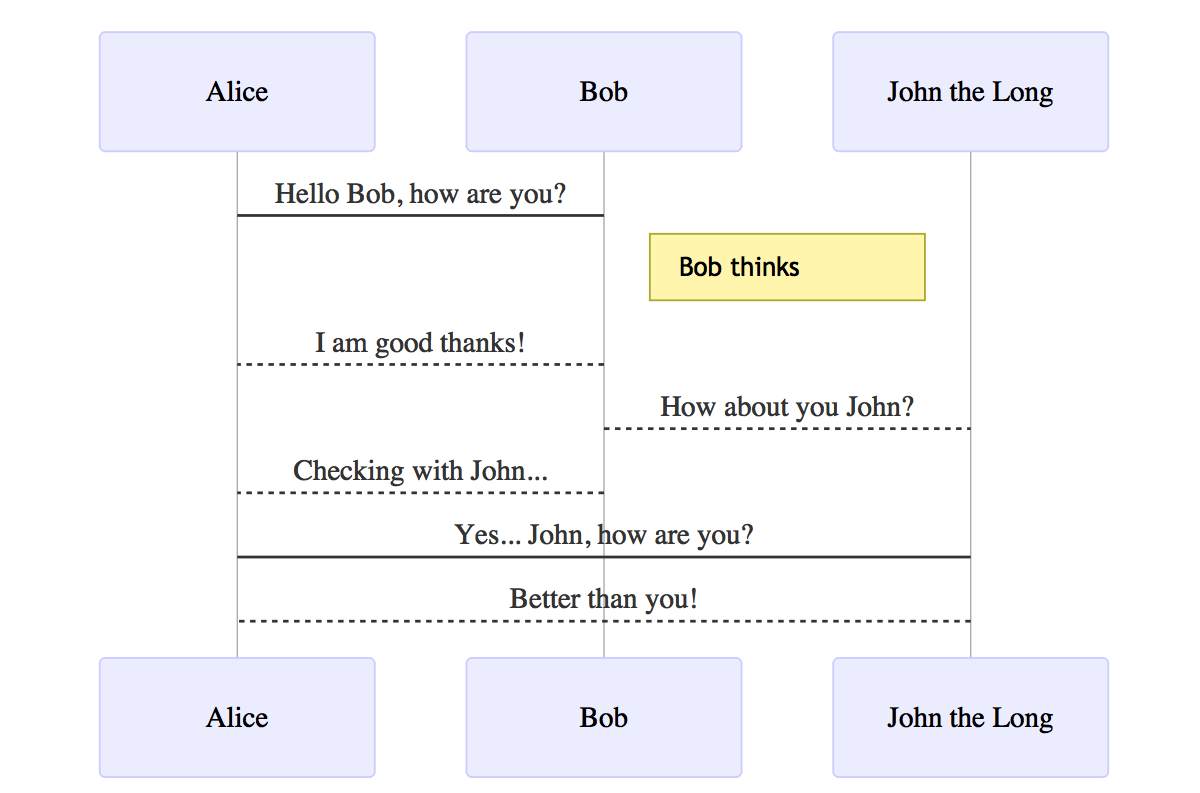 Alice
Bob
John the Long
Hello Bob, how are you?
Bob thinks
I am good thanks!
How about you John?
Checking with John...
Yes... John, how are you?
Better than you!
Alice
Bob
John the Long